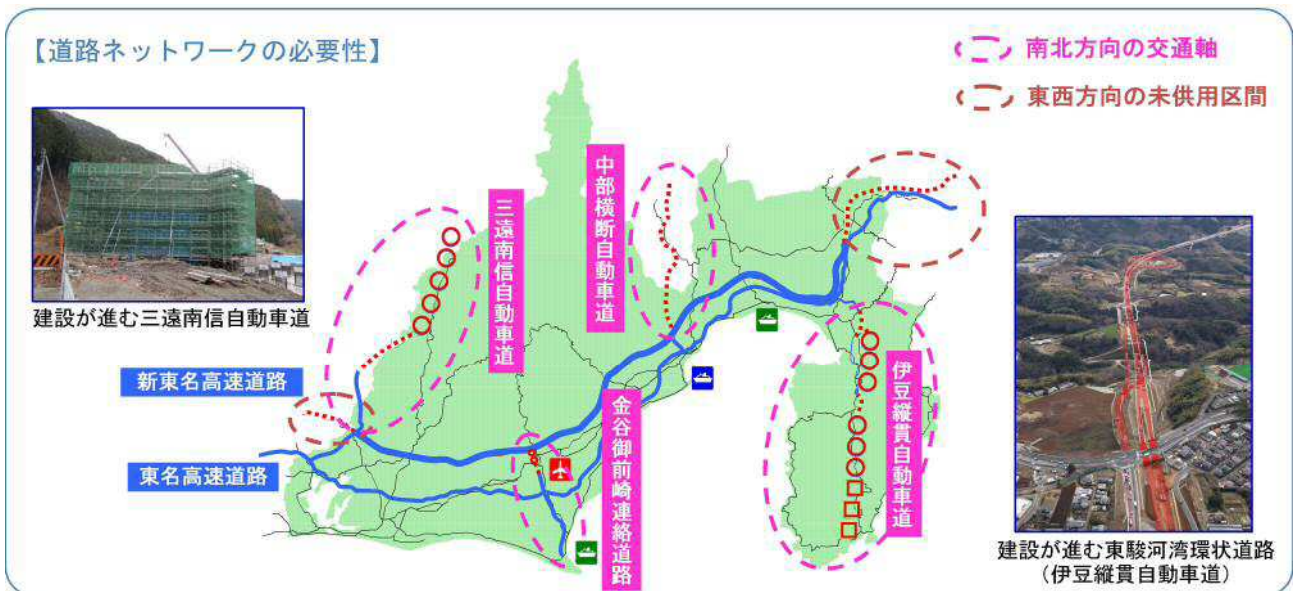 【道路ネットワークの必要性】
南北方向の交通軸
東西方向の未供用区間
建設が進む三遠南信自動車道
三遠南信自動車道
中部横断自動車道
新東名高速道路
東名高速道路
金谷御前崎連絡道路
伊豆縦貫自動車道
建設が進む東駿河湾環状道路
(伊豆縦貫自動車道)